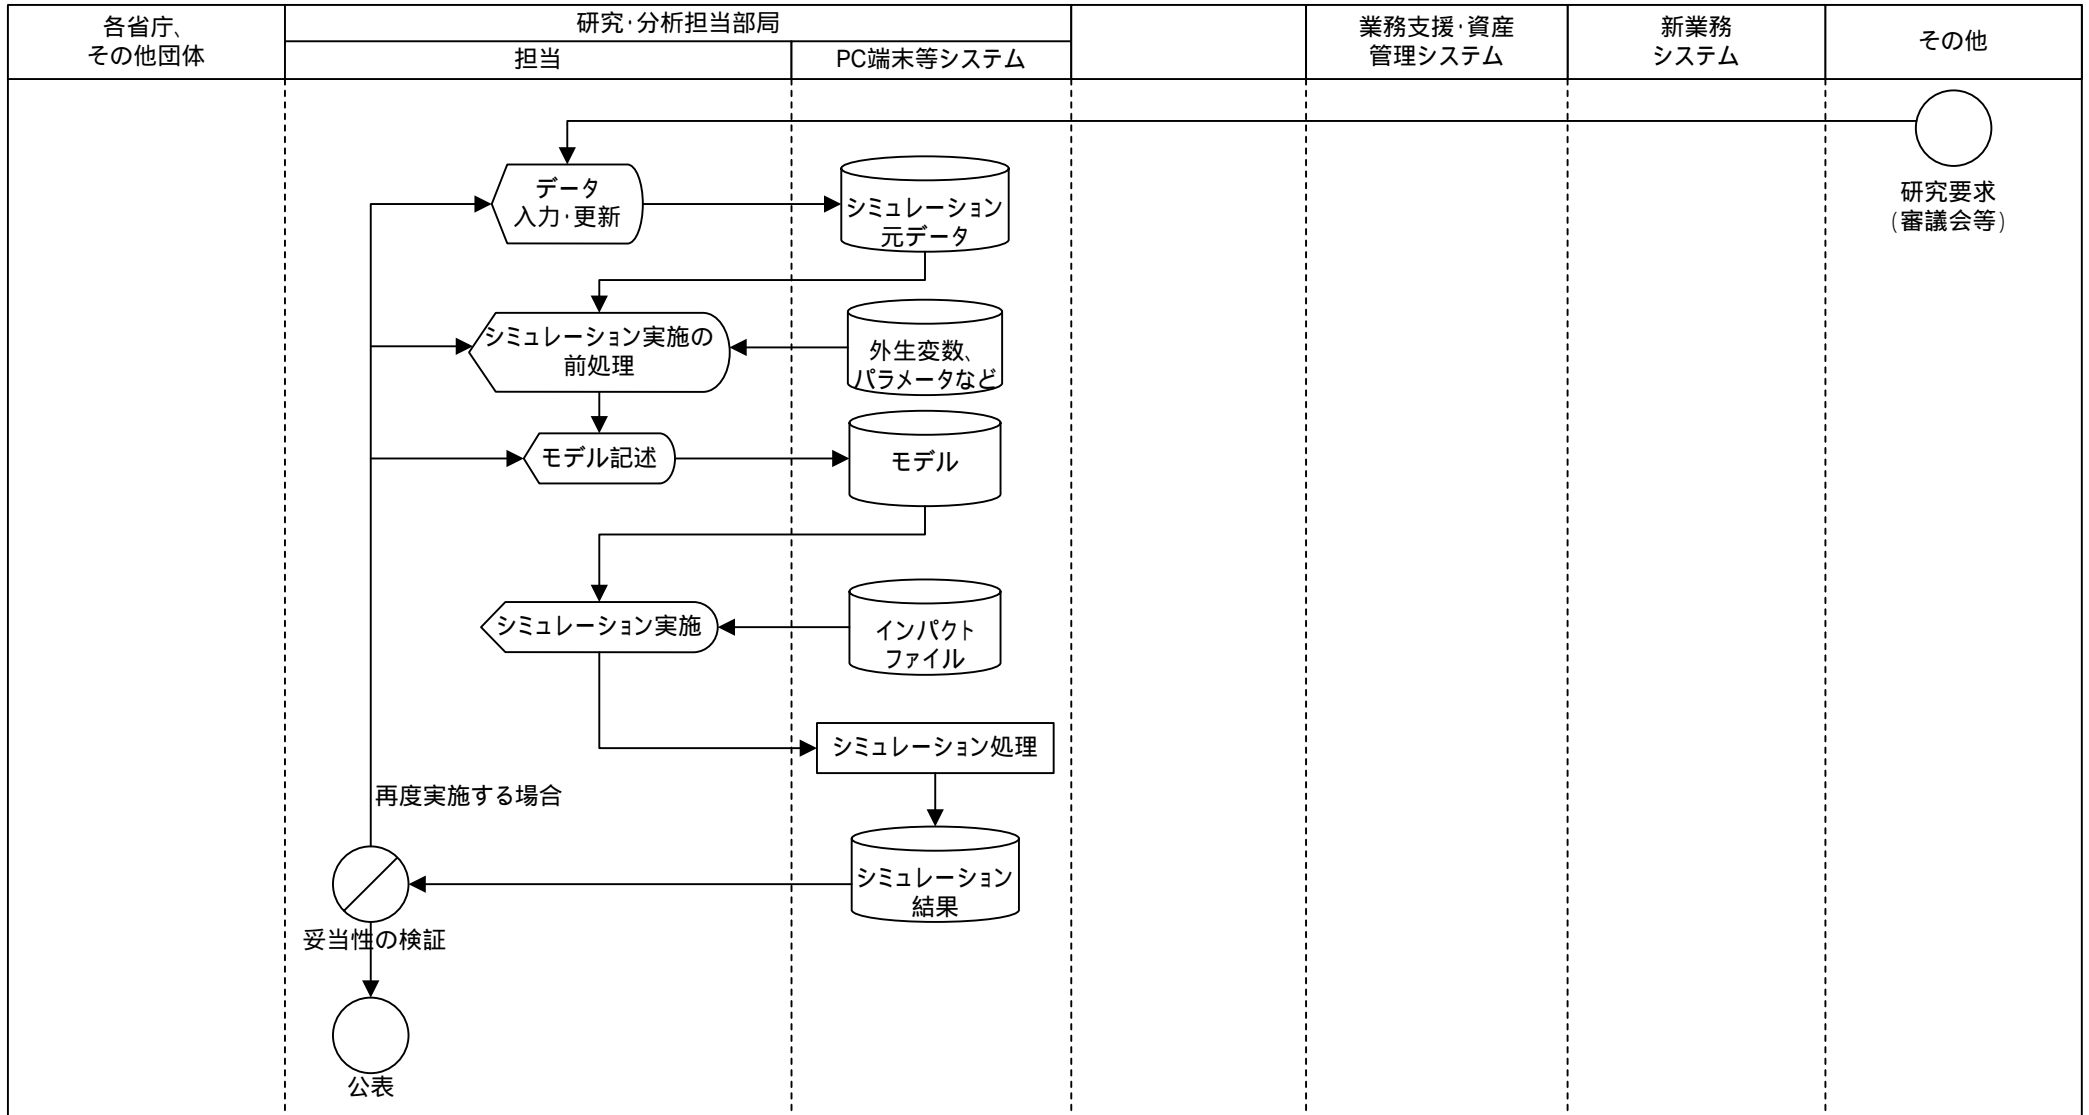 各省庁、
その他団体
研究･分析担当部局
担当
PC端末等システム
業務支援･資産
管理システム
新業務
システム
その他
データ
入力･更新
シミュレーション
元データ
研究要求
(審議会等)
シミュレーション実施の
前処理
外生変数、
パラメータなど
モデル記述
モデル
シミュレーション実施
インパクト
ファイル
シミュレーション処理
再度実施する場合
シミュレーション
結果
妥当性の検証
公表